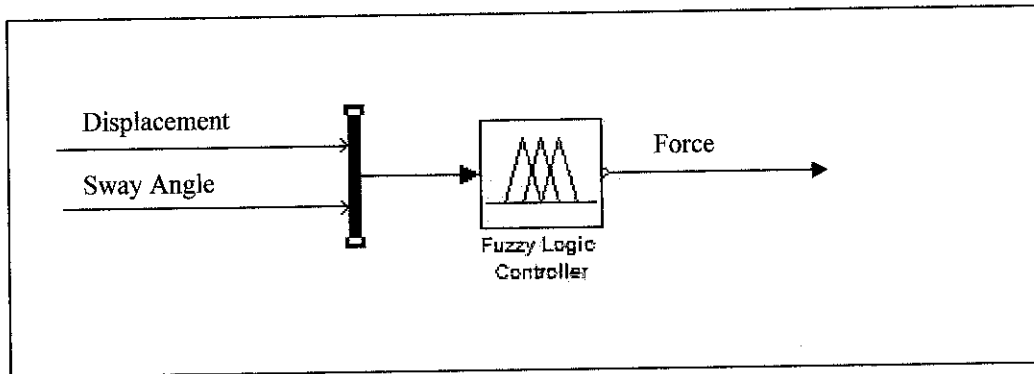 Displacement
Sway Angle
Force
Fuzzy Logic
Controller